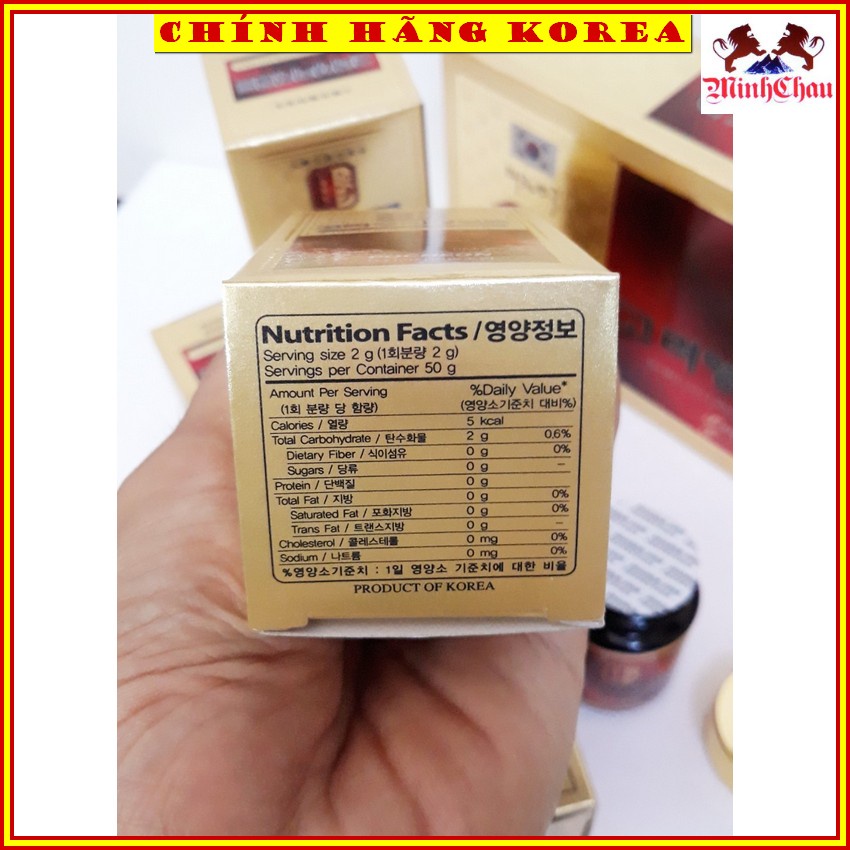 CHÍNH HÃNG KOREA
MinhChau
Nutrition Facts / 영양정보
Serving size 2 g (1회분량 2 g)
Servings per Container 50 g
Amount Per Serving %Daily Value*
(1회 분량 당 함량) (영양소기준치 대비%)
Calories / 열량 5 kcal
Total Carbohydrate / 탄수화물 2 g 0.6%
Dietary Fiber / 식이섬유 0 g 0%
Sugars / 당류 0 g –
Protein / 단백질 0 g
Total Fat / 지방 0 g 0%
Saturated Fat / 포화지방 0 g 0%
Trans Fat / 트랜스지방 0 g –
Cholesterol / 콜레스테롤 0 mg 0%
Sodium / 나트륨 0 mg 0%
%영양소기준치 : 1일 영양소 기준치에 대한 비율
PRODUCT OF KOREA